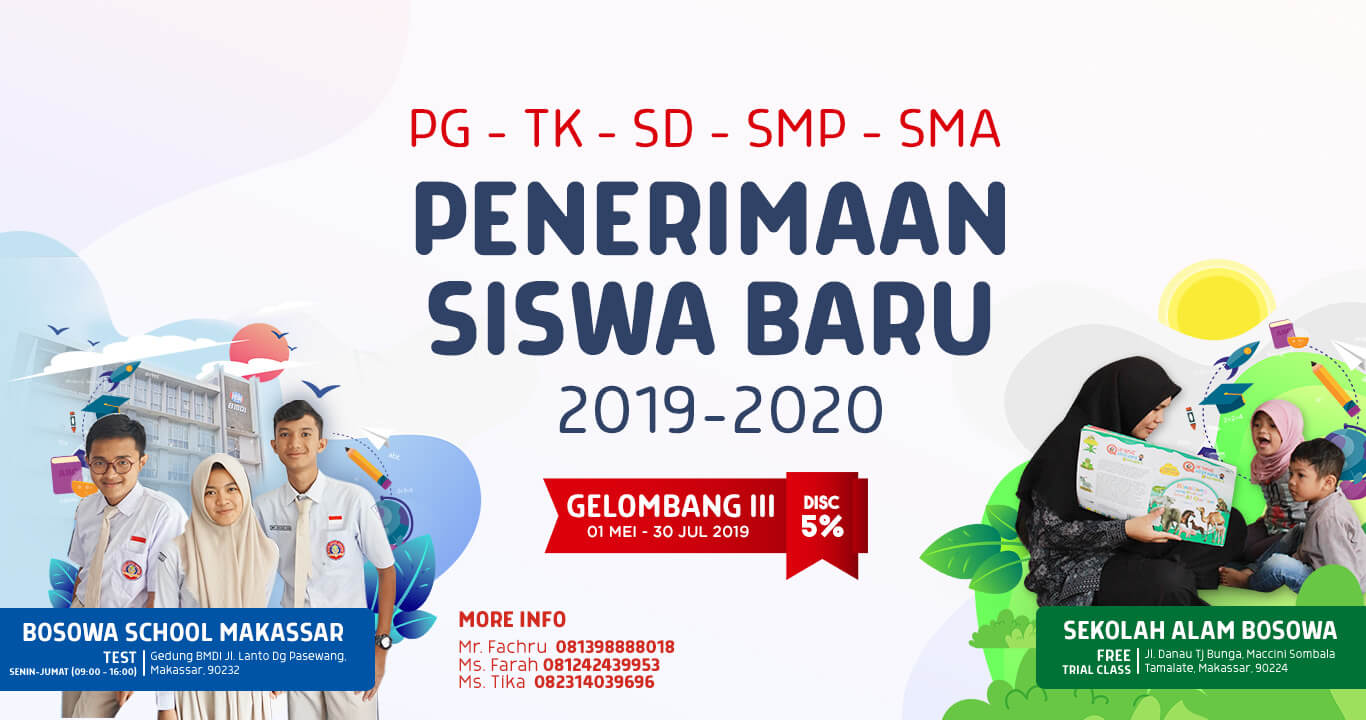 PG - TK - SD - SMP - SMA
PENERIMAAN
SISWA BARU
2019-2020
GELOMBANG III
01 MEI - 30 JUL 2019
DISC
5%
BMDI
MORE INFO
Mr. Fachru 081398888018
Ms. Farah 081242439953
Ms. Tika 082314039696
BOSOWA SCHOOL MAKASSAR
TEST
SENIN-JUMAT (09:00 - 16:00)
Gedung BMDI Jl. Lanto Dg Pasewang,
Makassar, 90232
SEKOLAH ALAM BOSOWA
FREE
TRIAL CLASS
Jl. Danau TJ Bunga, Maccini Sombala
Tamalate, Makassar, 90224